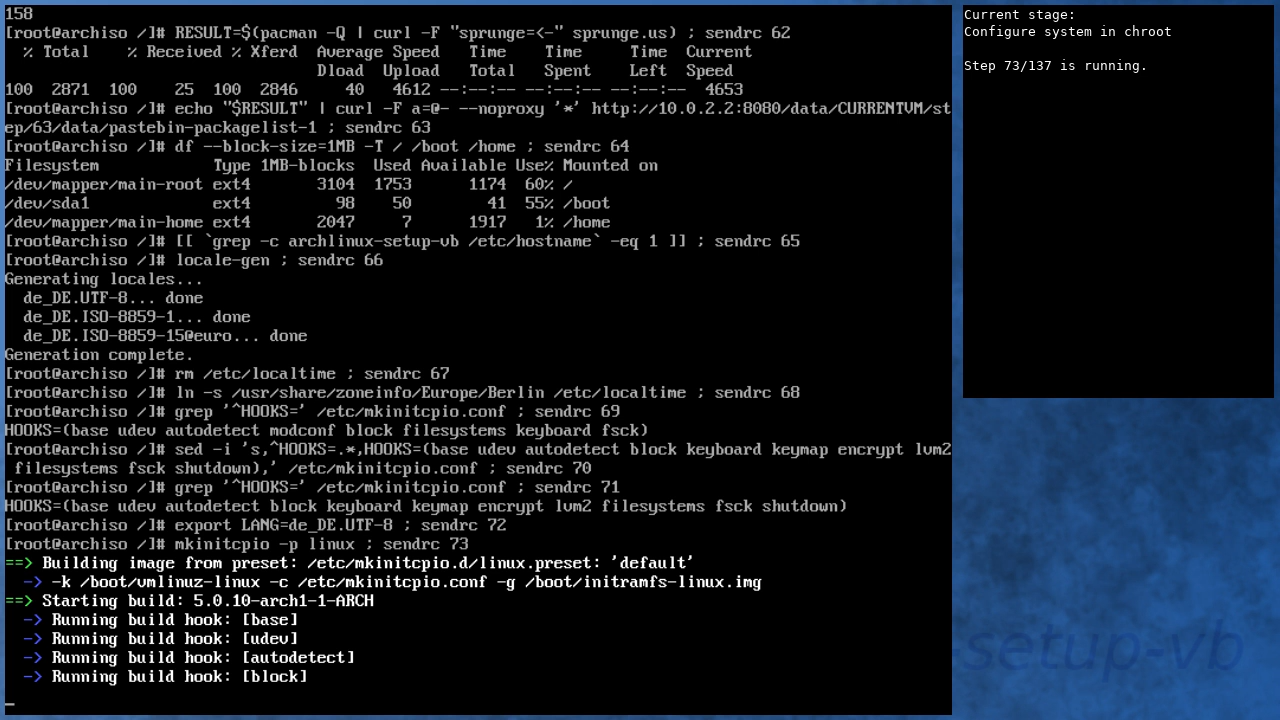 158
[root@archiso /]# RESULT=$(pacman -Q | curl -F "sprunge=<-" sprunge.us) ; sendrc 62
  % Total    % Received % Xferd  Average Speed   Time    Time     Time  Current
                                 Dload  Upload   Total   Spent    Left  Speed
100  2871  100    25  100  2846     40   4612 --:--:-- --:--:-- --:--:--  4653
[root@archiso /]# echo "$RESULT" | curl -F a=@- --noproxy '*' http://10.0.2.2:8080/data/CURRENTVM/st
ep/63/data/pastebin-packagelist-1 ; sendrc 63
[root@archiso /]# df --block-size=1MB -T / /boot /home ; sendrc 64
Filesystem            Type 1MB-blocks  Used Available Use% Mounted on
/dev/mapper/main-root ext4       3104  1753      1174  60% /
/dev/sda1             ext4         98    50        41  55% /boot
/dev/mapper/main-home ext4       2047     7      1917   1% /home
[root@archiso /]# [[ `grep -c archlinux-setup-vb /etc/hostname` -eq 1 ]] ; sendrc 65
[root@archiso /]# locale-gen ; sendrc 66
Generating locales...
  de_DE.UTF-8... done
  de_DE.ISO-8859-1... done
  de_DE.ISO-8859-15@euro... done
Generation complete.
[root@archiso /]# rm /etc/localtime ; sendrc 67
[root@archiso /]# ln -s /usr/share/zoneinfo/Europe/Berlin /etc/localtime ; sendrc 68
[root@archiso /]# grep '^HOOKS=' /etc/mkinitcpio.conf ; sendrc 69
HOOKS=(base udev autodetect modconf block filesystems keyboard fsck)
[root@archiso /]# sed -i 's,^HOOKS=.*,HOOKS=(base udev autodetect block keyboard keymap encrypt lvm2
 filesystems fsck shutdown),' /etc/mkinitcpio.conf ; sendrc 70
[root@archiso /]# grep '^HOOKS=' /etc/mkinitcpio.conf ; sendrc 71
HOOKS=(base udev autodetect block keyboard keymap encrypt lvm2 filesystems fsck shutdown)
[root@archiso /]# export LANG=de_DE.UTF-8 ; sendrc 72
[root@archiso /]# mkinitcpio -p linux ; sendrc 73
==> Building image from preset: /etc/mkinitcpio.d/linux.preset: 'default'
  -> -k /boot/vmlinuz-linux -c /etc/mkinitcpio.conf -g /boot/initramfs-linux.img
==> Starting build: 5.0.10-arch1-1-ARCH
  -> Running build hook: [base]
  -> Running build hook: [udev]
  -> Running build hook: [autodetect]
  -> Running build hook: [block]
_
Current stage:
Configure system in chroot
Step 73/137 is running.
-setup-vb